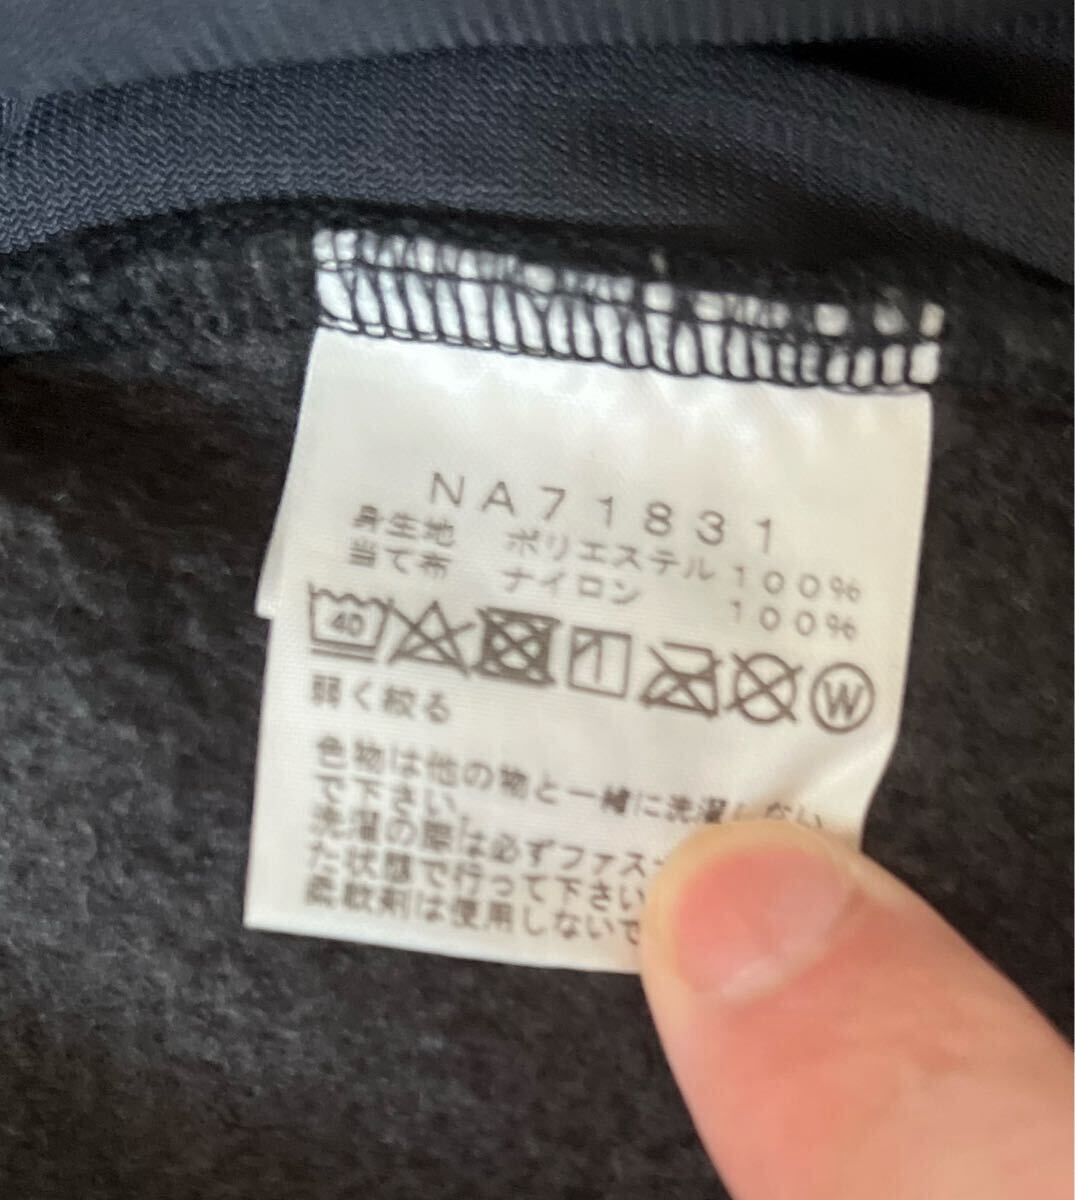 NA71831
身生地 ポリエステル100%
当て布 ナイロン 100%
40 W
弱く絞る
色物は他の物と一緒に洗濯しない
で下さい。
洗濯の際は必ずファス
た状態で行って下さい
柔軟剤は使用しないで